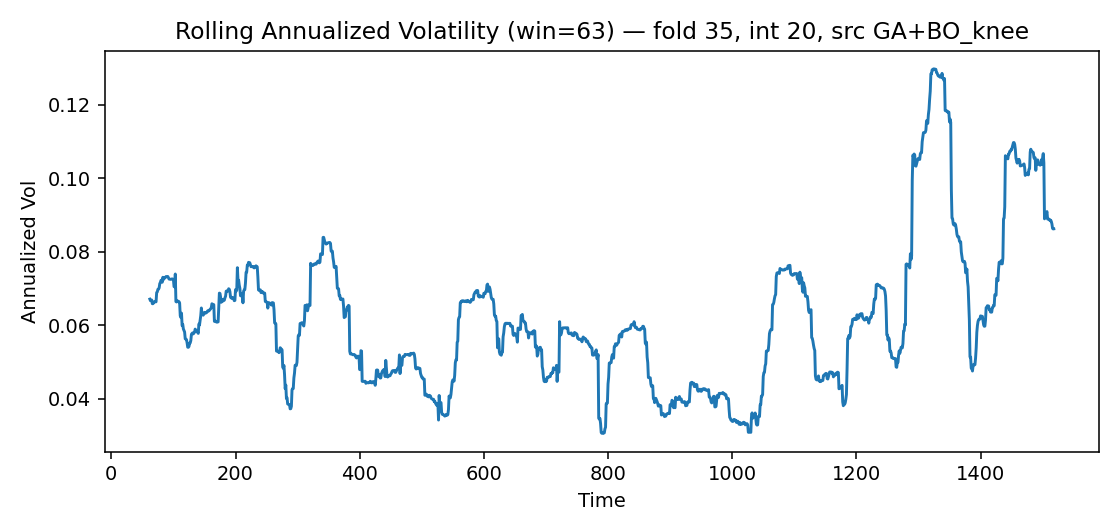 Rolling Annualized Volatility (win=63) — fold 35, int 20, src GA+BO_knee
Annualized Vol
0.12
0.10
0.08
0.06
0.04
0 200 400 600 800 1000 1200 1400
Time